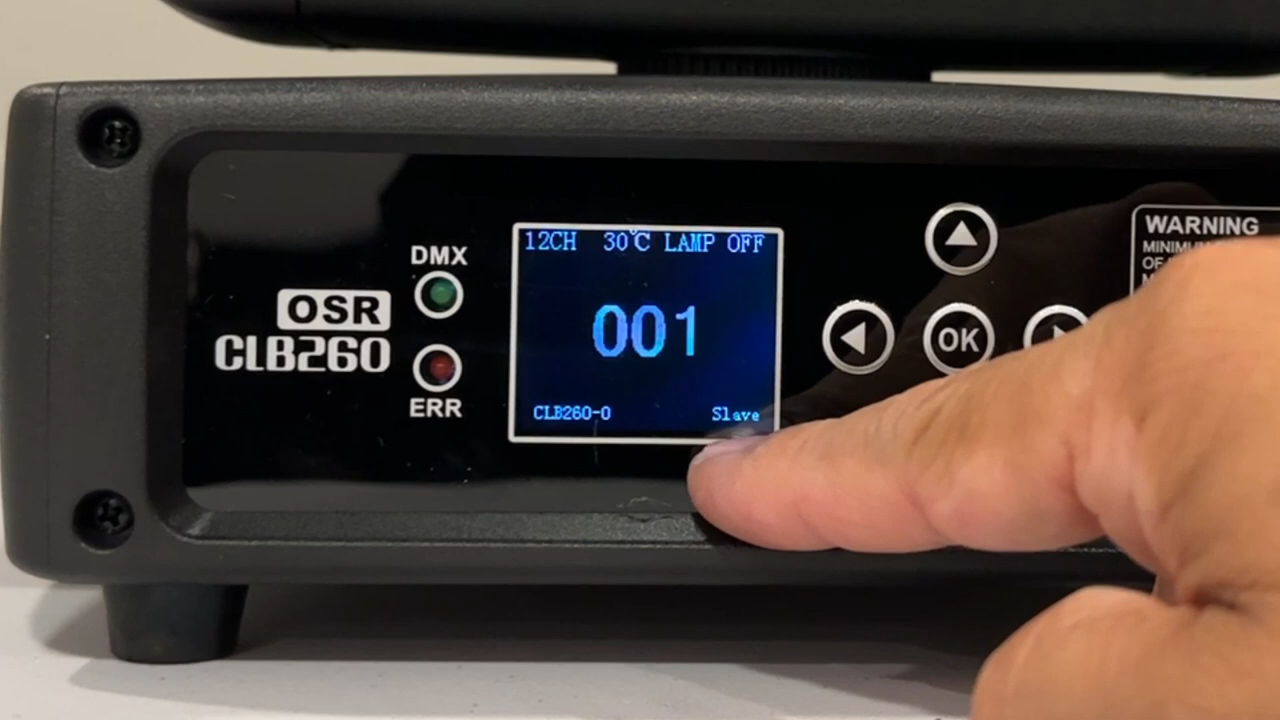 DMX
OSR
CLB260
ERR
12CH 30℃ LAMP OFF
001
CLB260-0 Slave
OK
WARNING